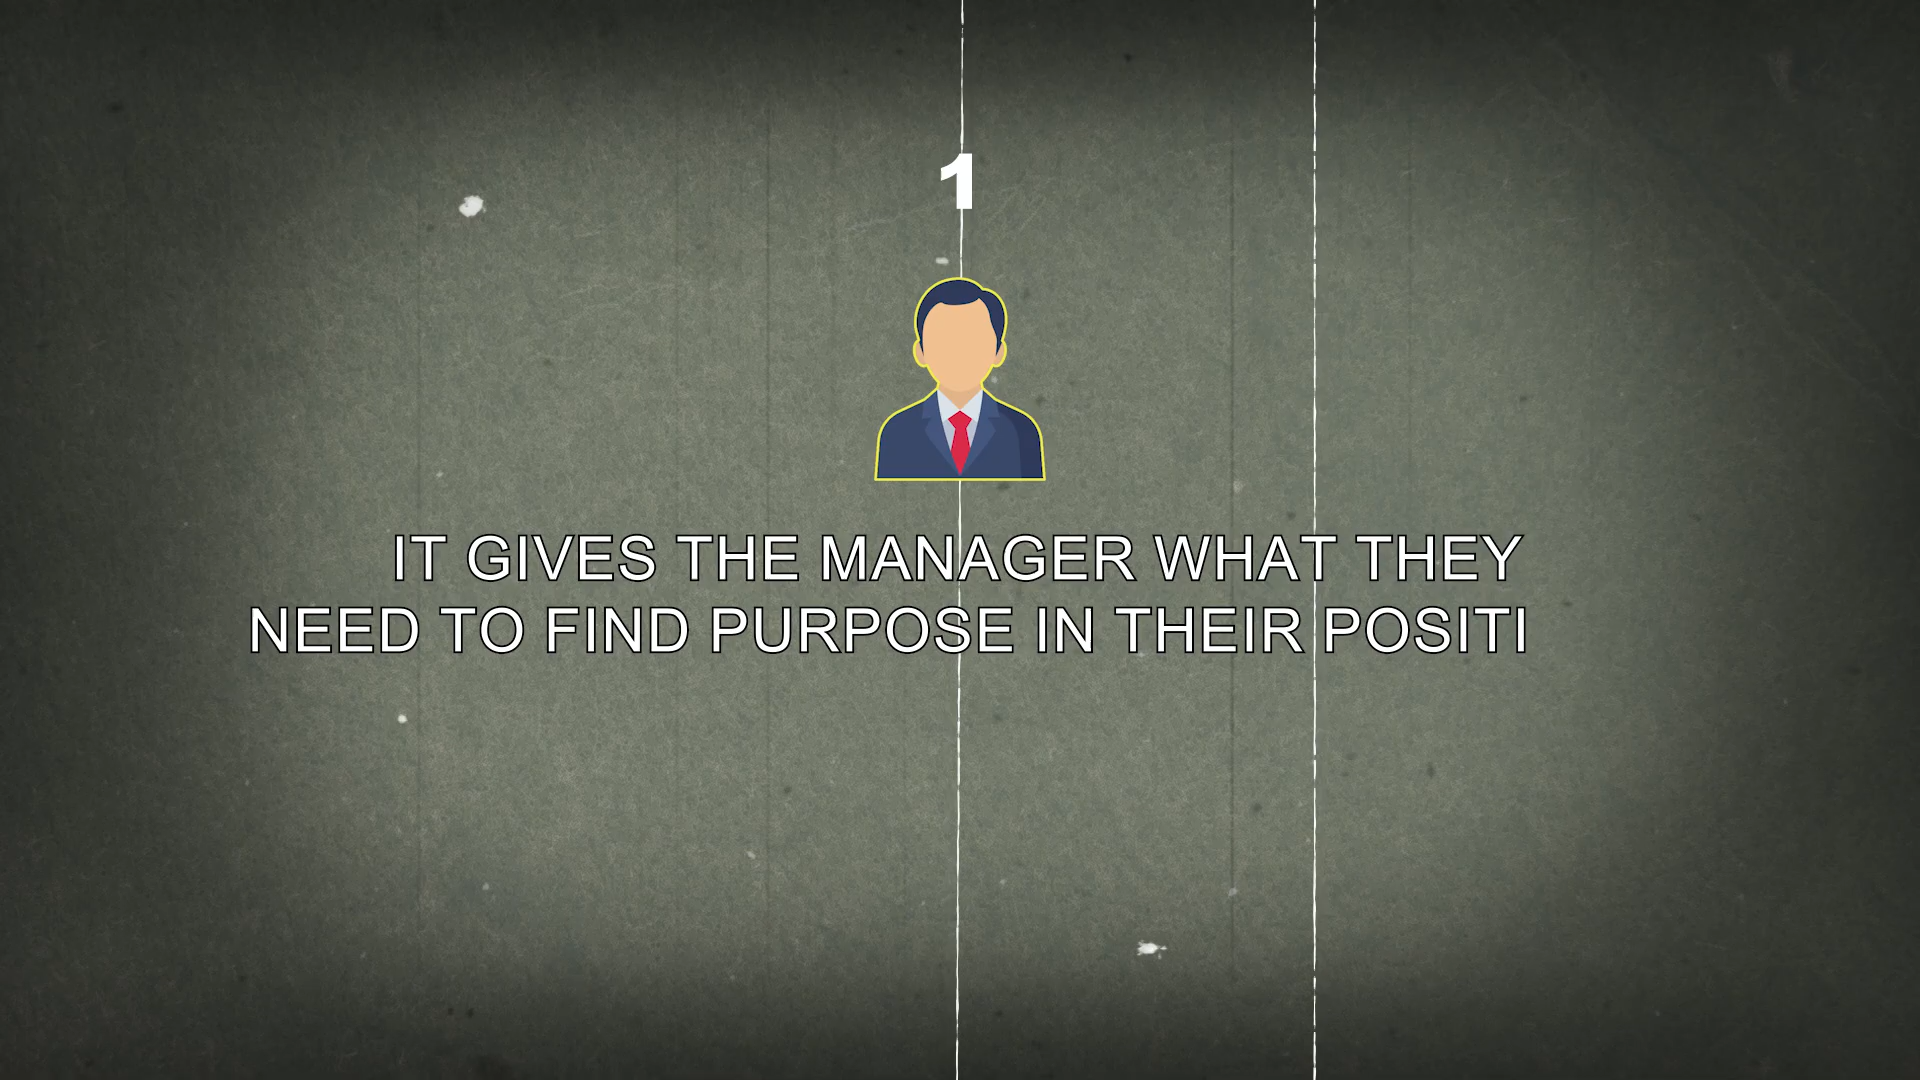 1
IT GIVES THE MANAGER WHAT THEY
NEED TO FIND PURPOSE IN THEIR POSITI